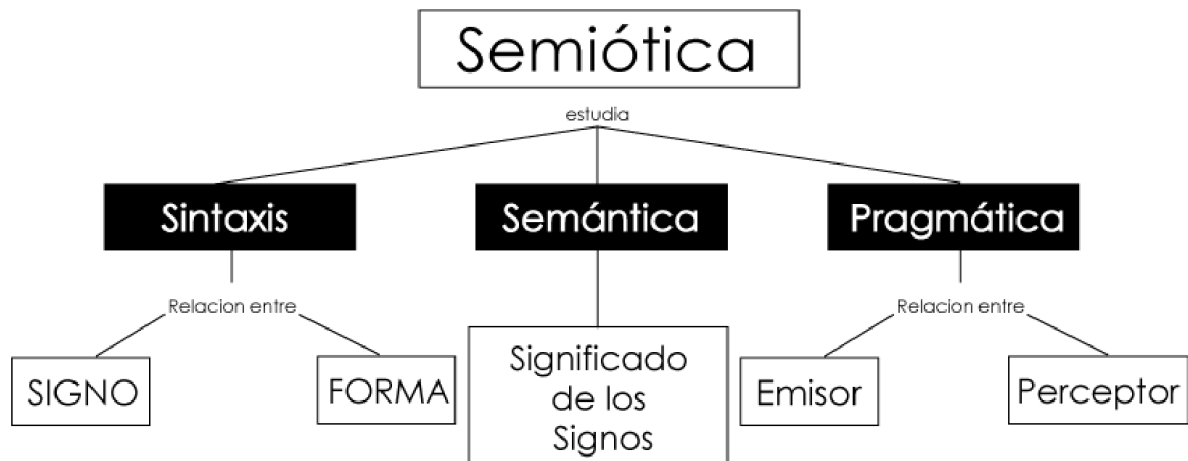 Semiótica
estudia
Sintaxis
Semántica
Pragmática
Relacion entre
Relacion entre
SIGNO
FORMA
Significado
de los
Signos
Emisor
Perceptor